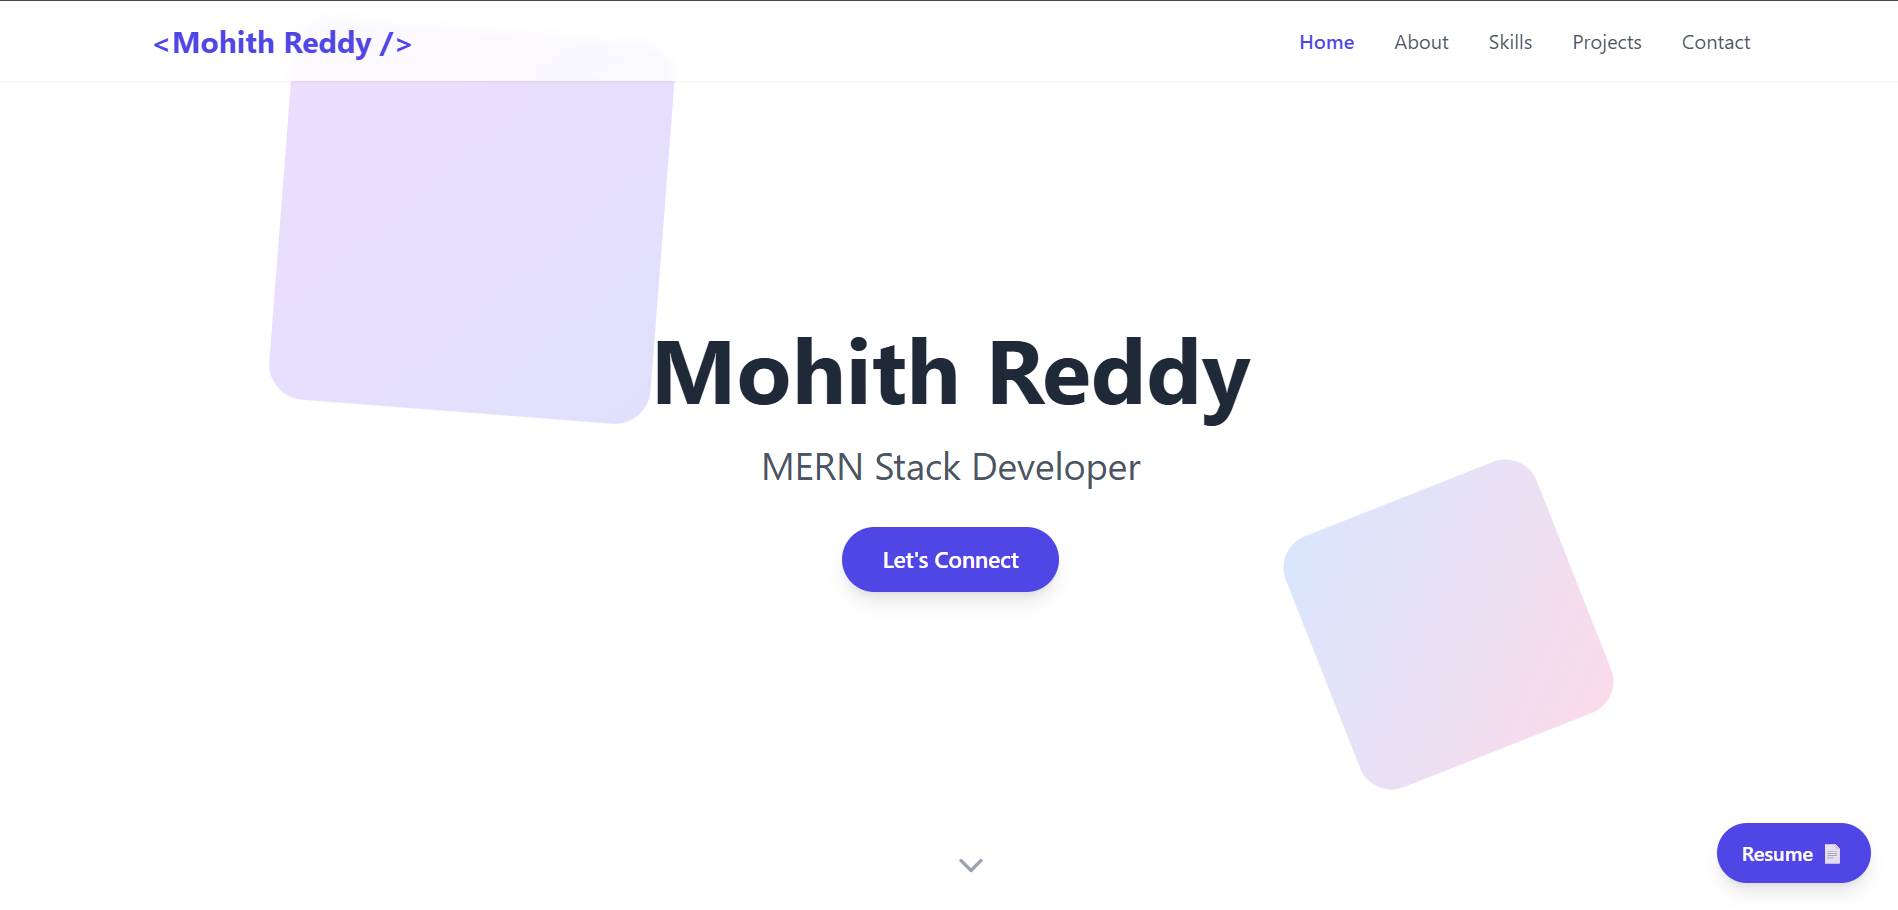 <Mohith Reddy />
Home About Skills Projects Contact
Mohith Reddy
MERN Stack Developer
Let's Connect
Resume